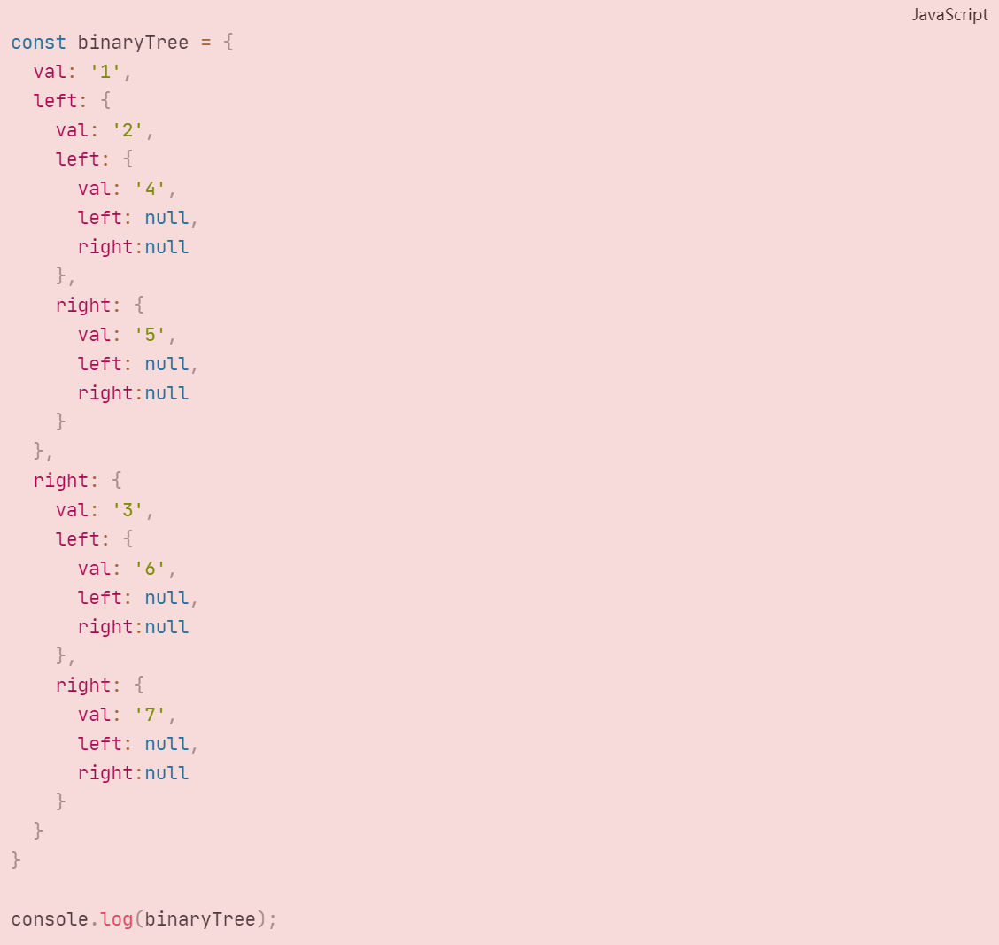 JavaScript
const binaryTree = {
  val: '1',
  left: {
    val: '2',
    left: {
      val: '4',
      left: null,
      right:null
    },
    right: {
      val: '5',
      left: null,
      right:null
    }
  },
  right: {
    val: '3',
    left: {
      val: '6',
      left: null,
      right:null
    },
    right: {
      val: '7',
      left: null,
      right:null
    }
  }
}

console.log(binaryTree);